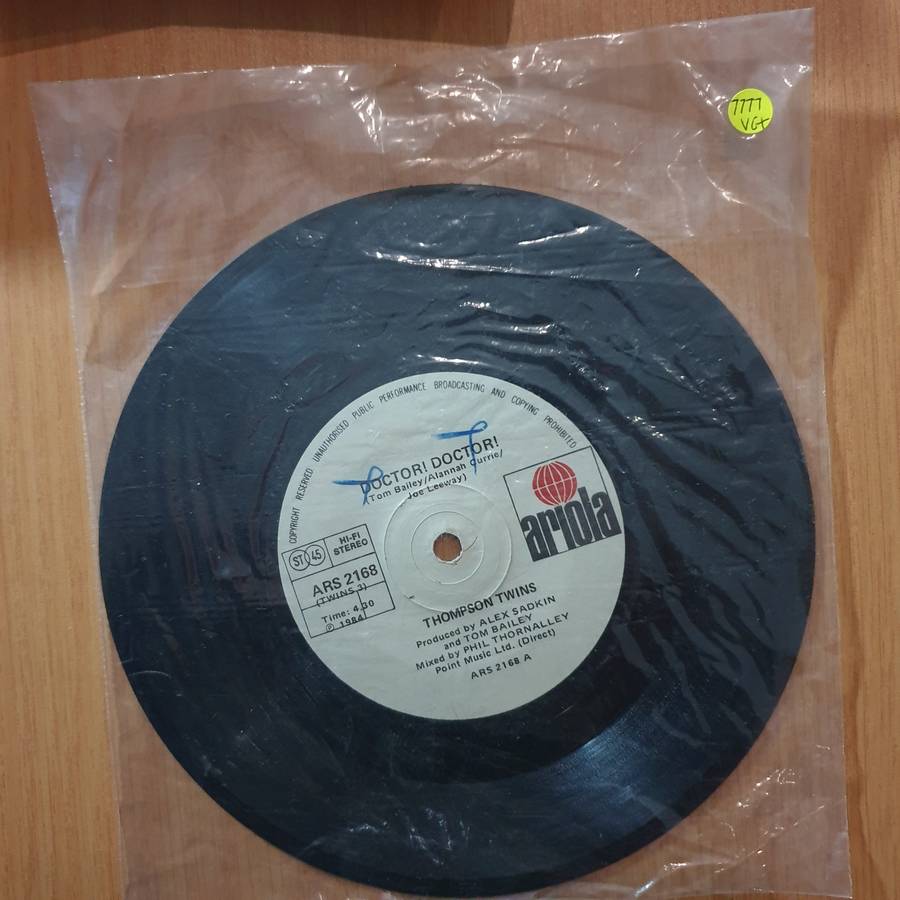 7777
VG+
COPYRIGHT RESERVED UNAUTHORISED PUBLIC PERFORMANCE BROADCASTING AND COPYING PROHIBITED
DOCTOR! DOCTOR!
(Tom Bailey/Alannah Currie/
Joe Leeway)
ariola
ST 45
HI-FI
STEREO
ARS 2168
(TWINS 3)
Time: 4.30
℗ 1984
THOMPSON TWINS
Produced by ALEX SADKIN
and TOM BAILEY
Mixed by PHIL THORNALLEY
Point Music Ltd. (Direct)
ARS 2168 A